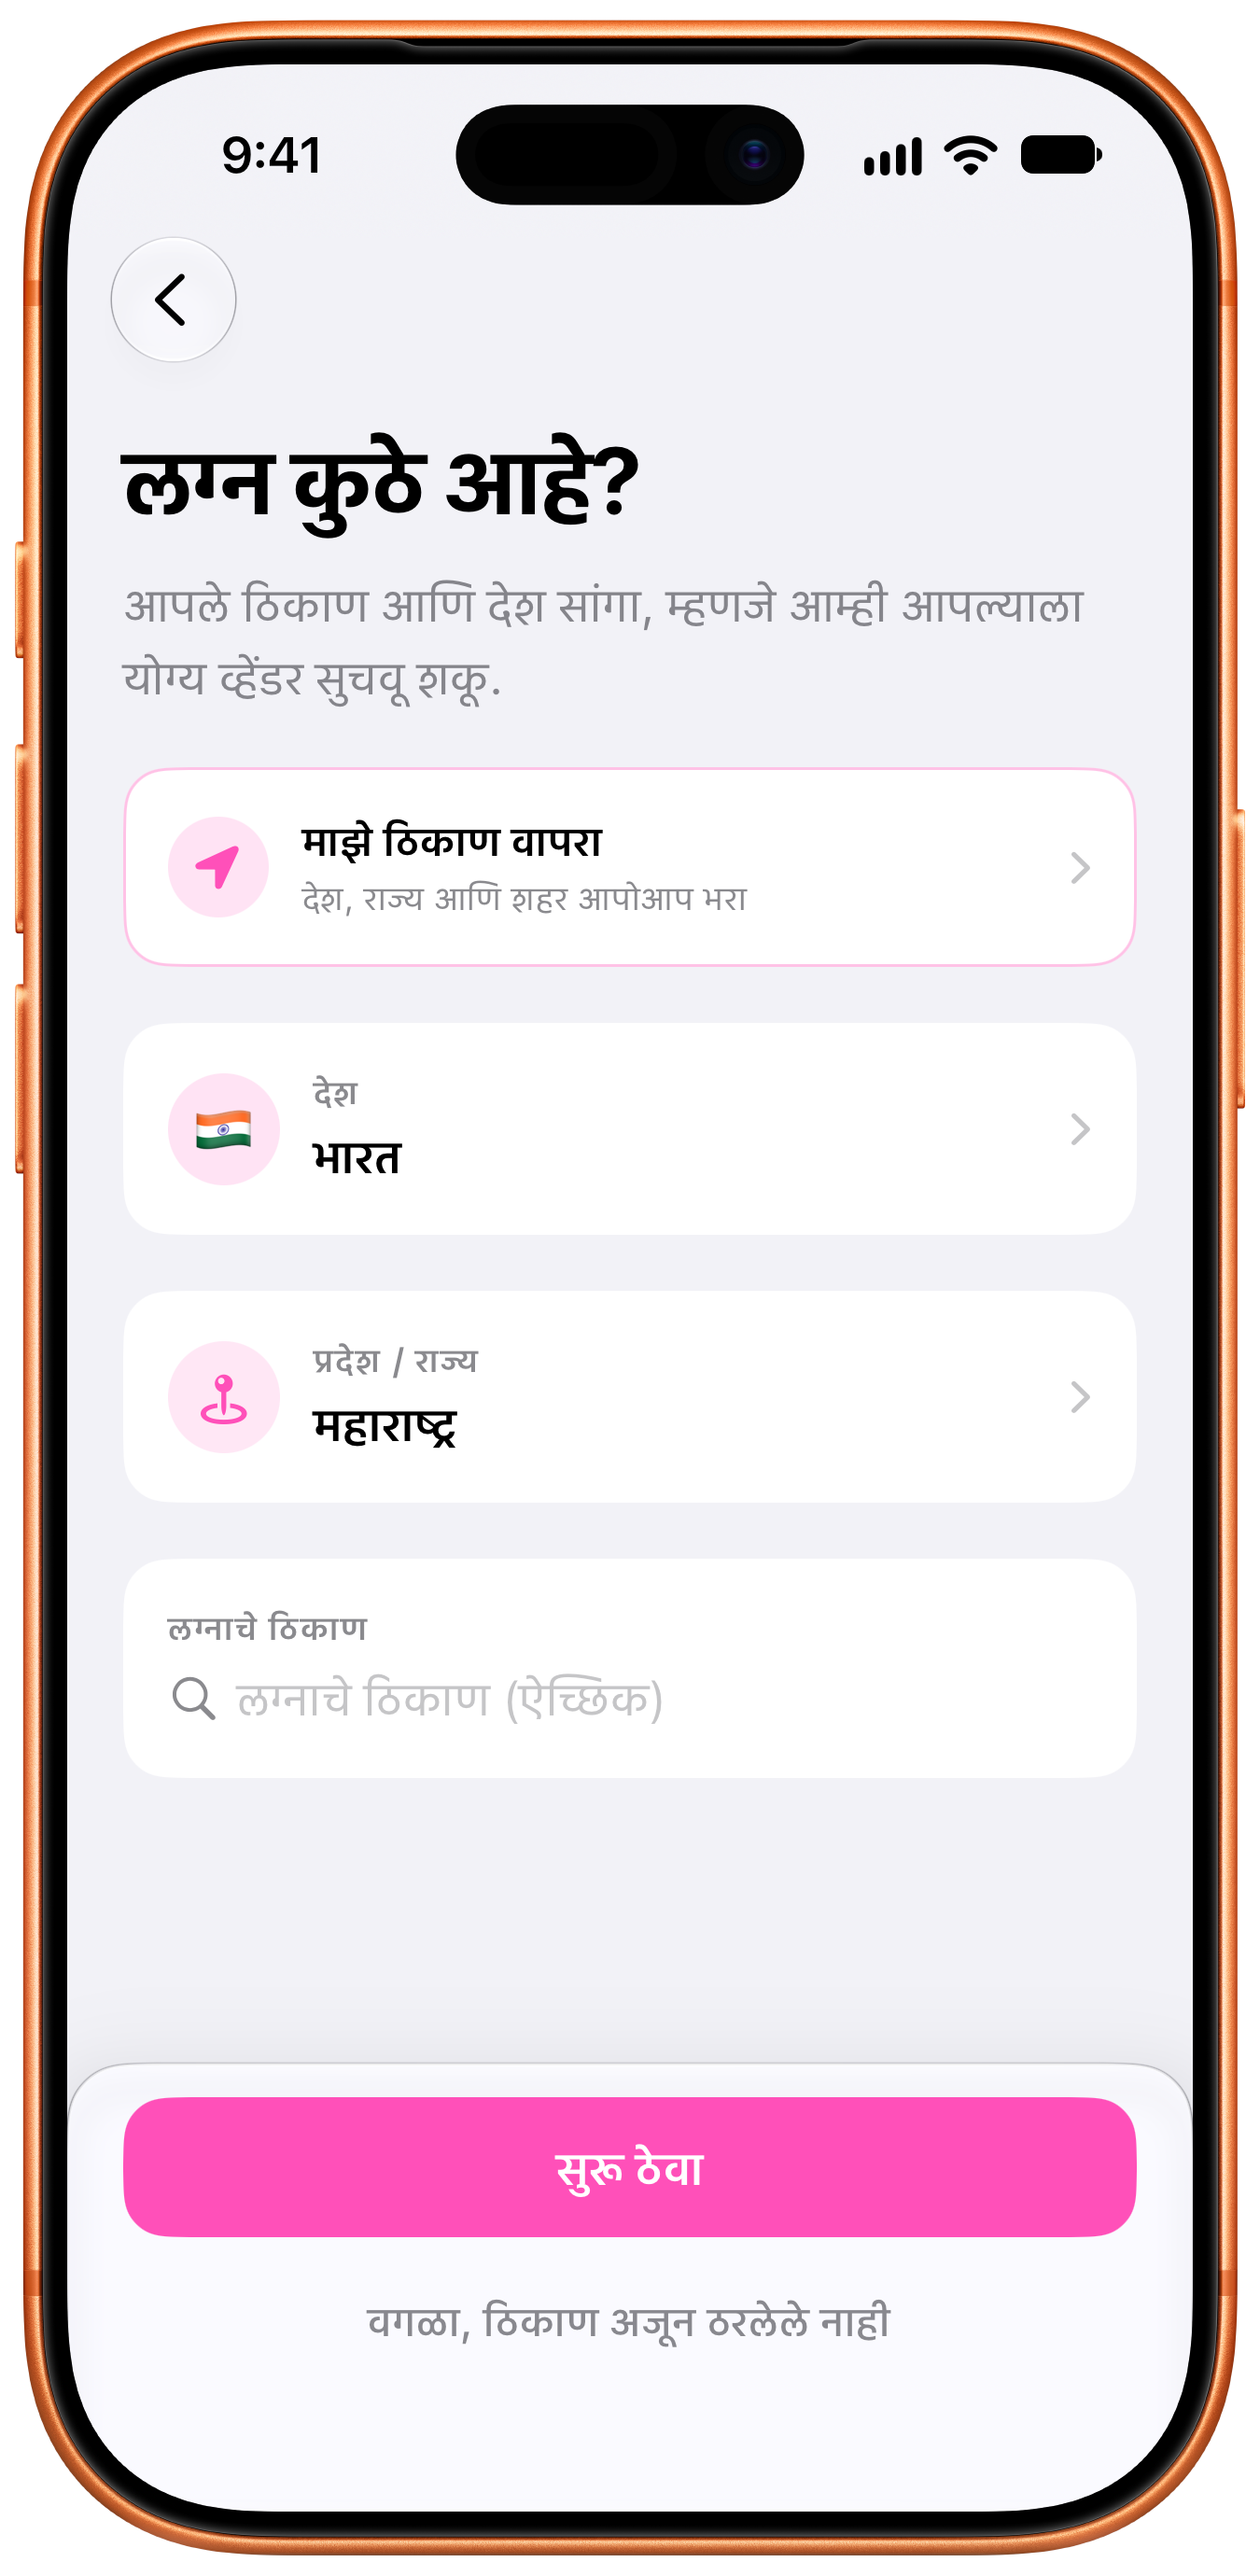 9:41
लग्न कुठे आहे?
आपले ठिकाण आणि देश सांगा, म्हणजे आम्ही आपल्याला
योग्य व्हेंडर सुचवू शकू.
माझे ठिकाण वापरा
देश, राज्य आणि शहर आपोआप भरा
देश
भारत
प्रदेश / राज्य
महाराष्ट्र
लग्नाचे ठिकाण
लग्नाचे ठिकाण (ऐच्छिक)
सुरू ठेवा
वगळा, ठिकाण अजून ठरलेले नाही